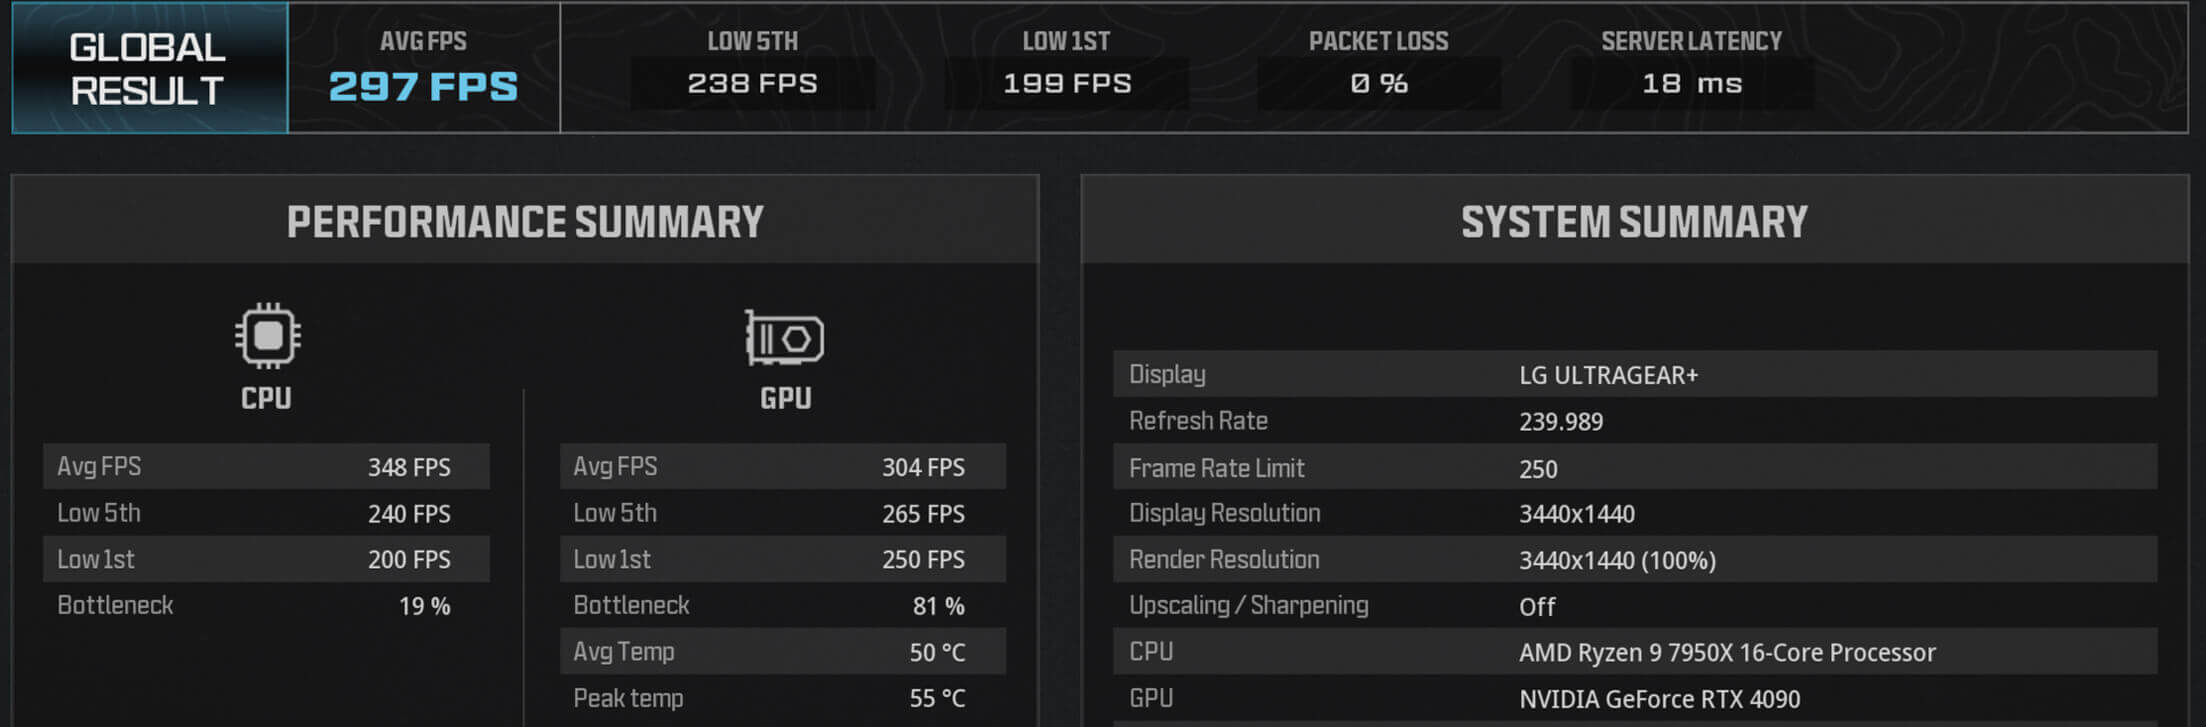 GLOBAL
RESULT
AVG FPS
297 FPS
LOW 5TH
238 FPS
LOW 1ST
199 FPS
PACKET LOSS
0 %
SERVER LATENCY
18 ms
PERFORMANCE SUMMARY
CPU
Avg FPS 348 FPS
Low 5th 240 FPS
Low 1st 200 FPS
Bottleneck 19 %
GPU
Avg FPS 304 FPS
Low 5th 265 FPS
Low 1st 250 FPS
Bottleneck 81 %
Avg Temp 50 °C
Peak temp 55 °C
SYSTEM SUMMARY
Display LG ULTRAGEAR+
Refresh Rate 239.989
Frame Rate Limit 250
Display Resolution 3440x1440
Render Resolution 3440x1440 (100%)
Upscaling / Sharpening Off
CPU AMD Ryzen 9 7950X 16-Core Processor
GPU NVIDIA GeForce RTX 4090